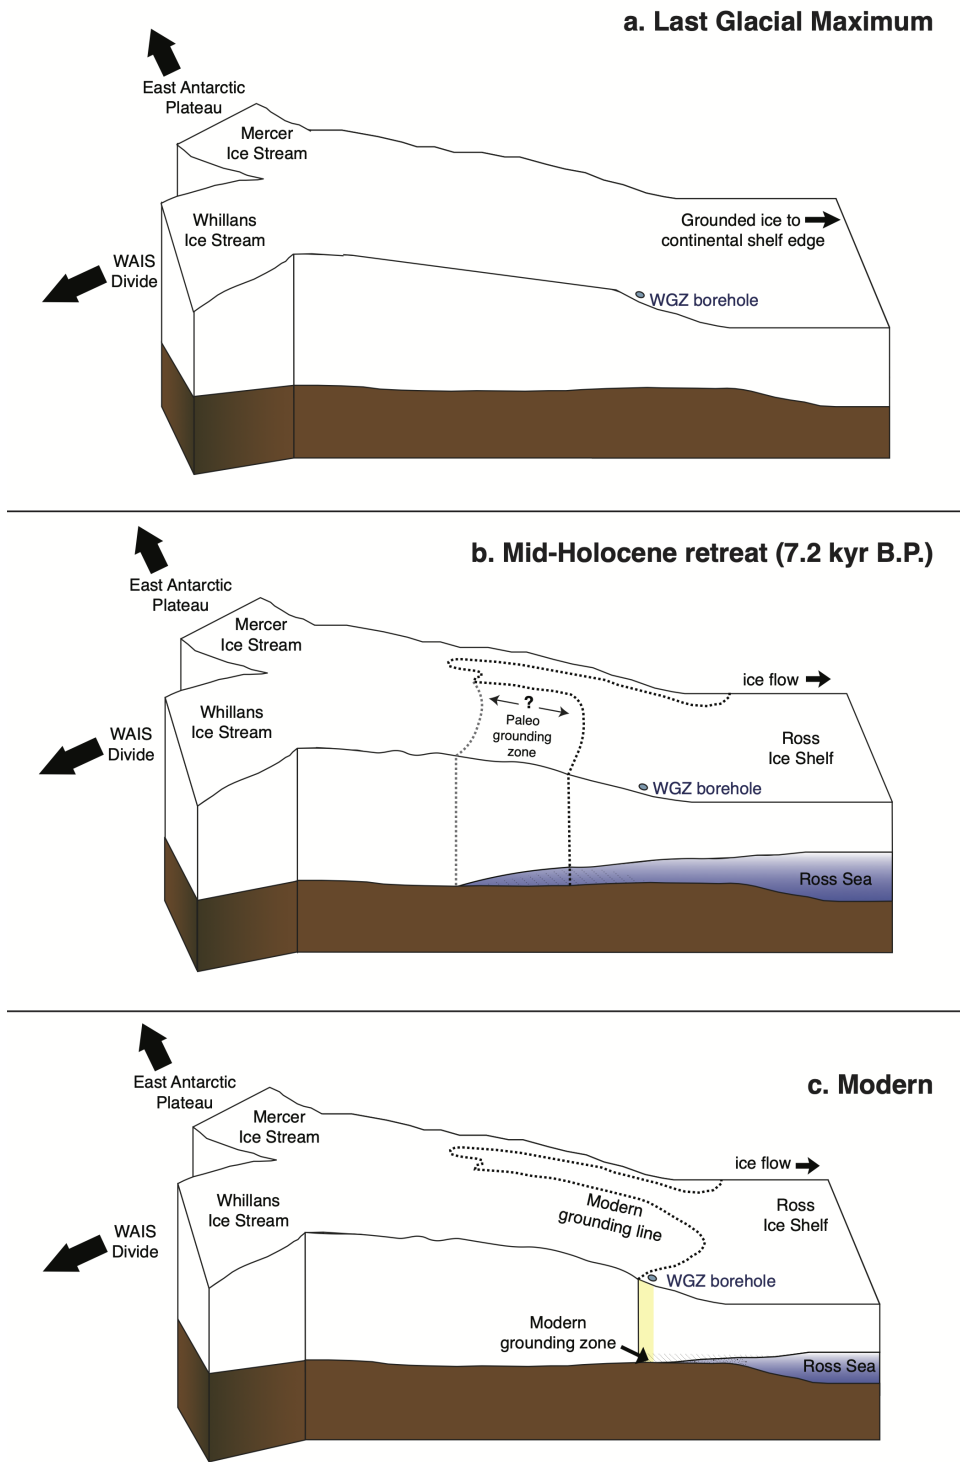 a. Last Glacial Maximum
East Antarctic
Plateau
Mercer
Ice Stream
Whillans
Ice Stream
Grounded ice to
continental shelf edge
WAIS
Divide
WGZ borehole
b. Mid-Holocene retreat (7.2 kyr B.P.)
East Antarctic
Plateau
Mercer
Ice Stream
ice flow
?
Paleo
grounding
zone
Whillans
Ice Stream
WAIS
Divide
Ross
Ice Shelf
WGZ borehole
Ross Sea
c. Modern
East Antarctic
Plateau
Mercer
Ice Stream
ice flow
Whillans
Ice Stream
Modern
grounding line
Ross
Ice Shelf
WAIS
Divide
WGZ borehole
Modern
grounding zone
Ross Sea